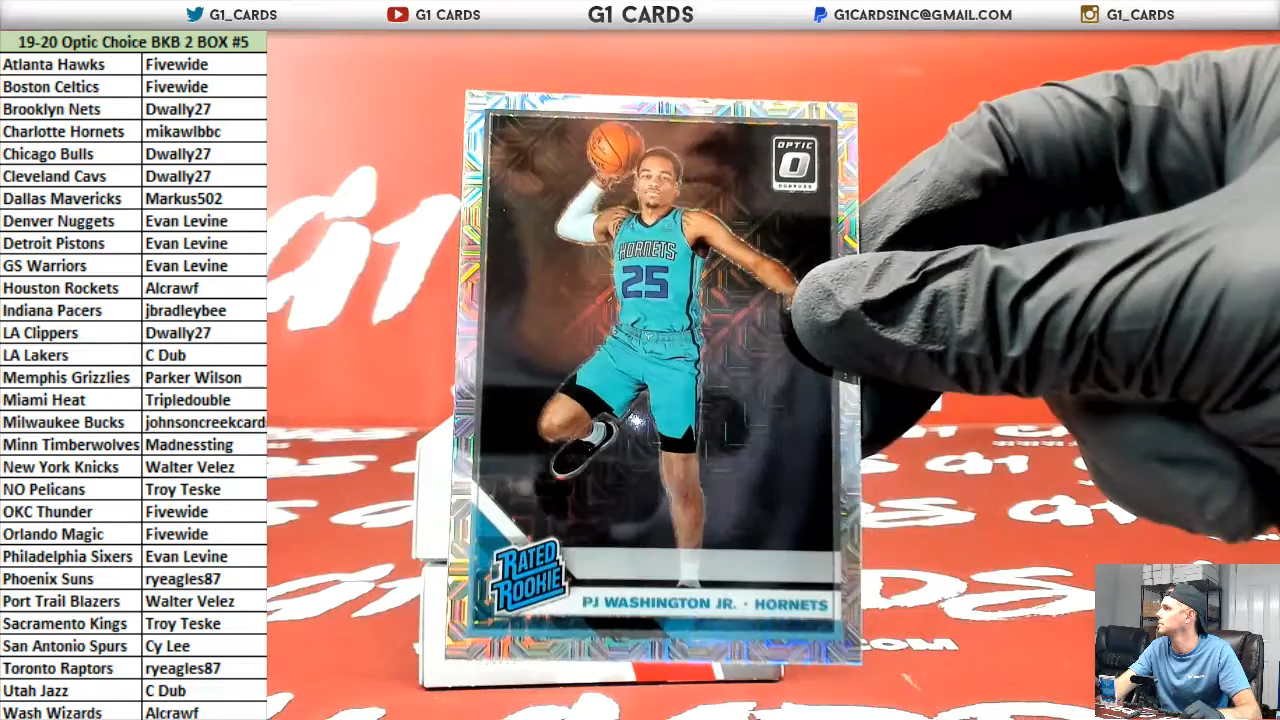 G1_CARDS
G1 CARDS
G1 CARDS
G1CARDSINC@GMAIL.COM
G1_CARDS
19-20 Optic Choice BKB 2 BOX #5
Atlanta Hawks Fivewide
Boston Celtics Fivewide
Brooklyn Nets Dwally27
Charlotte Hornets mikawlbbc
Chicago Bulls Dwally27
Cleveland Cavs Dwally27
Dallas Mavericks Markus502
Denver Nuggets Evan Levine
Detroit Pistons Evan Levine
GS Warriors Evan Levine
Houston Rockets Alcrawf
Indiana Pacers jbradleybee
LA Clippers Dwally27
LA Lakers C Dub
Memphis Grizzlies Parker Wilson
Miami Heat Tripledouble
Milwaukee Bucks johnsoncreekcard
Minn Timberwolves Madnessting
New York Knicks Walter Velez
NO Pelicans Troy Teske
OKC Thunder Fivewide
Orlando Magic Fivewide
Philadelphia Sixers Evan Levine
Phoenix Suns ryeagles87
Port Trail Blazers Walter Velez
Sacramento Kings Troy Teske
San Antonio Spurs Cy Lee
Toronto Raptors ryeagles87
Utah Jazz C Dub
Wash Wizards Alcrawf
OPTIC
O
DONRUSS
HORNETS
25
RATED
ROOKIE
PJ WASHINGTON JR. · HORNETS